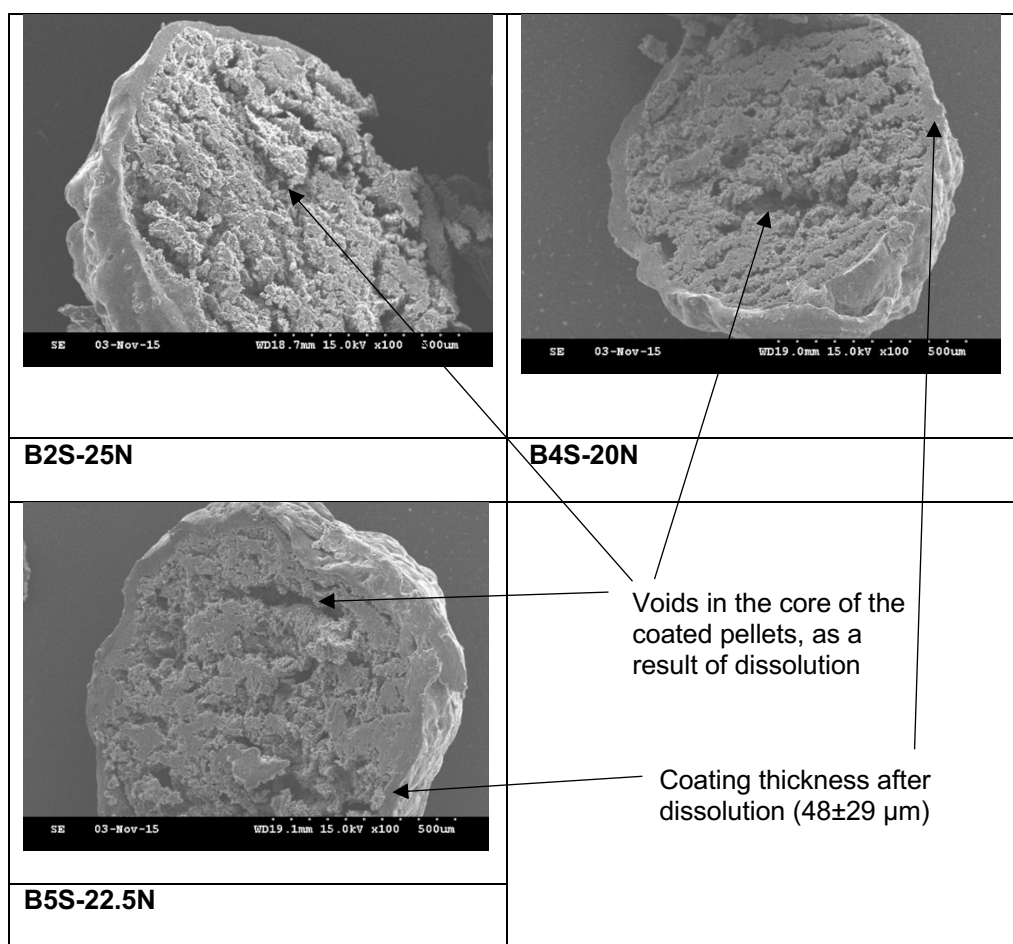 SE 03-Nov-15 WD18.7mm 15.0kV x100 500um
SE 03-Nov-15 WD19.0mm 15.0kV x100 500um
B2S-25N
B4S-20N
SE 03-Nov-15 WD19.1mm 15.0kV x100 500um
Voids in the core of the
coated pellets, as a
result of dissolution
Coating thickness after
dissolution (48±29 µm)
B5S-22.5N